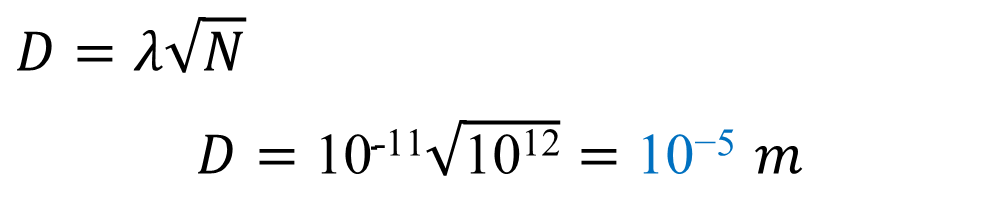 D = λ√N
D = 10⁻¹¹√10¹² = 10⁻⁵ m